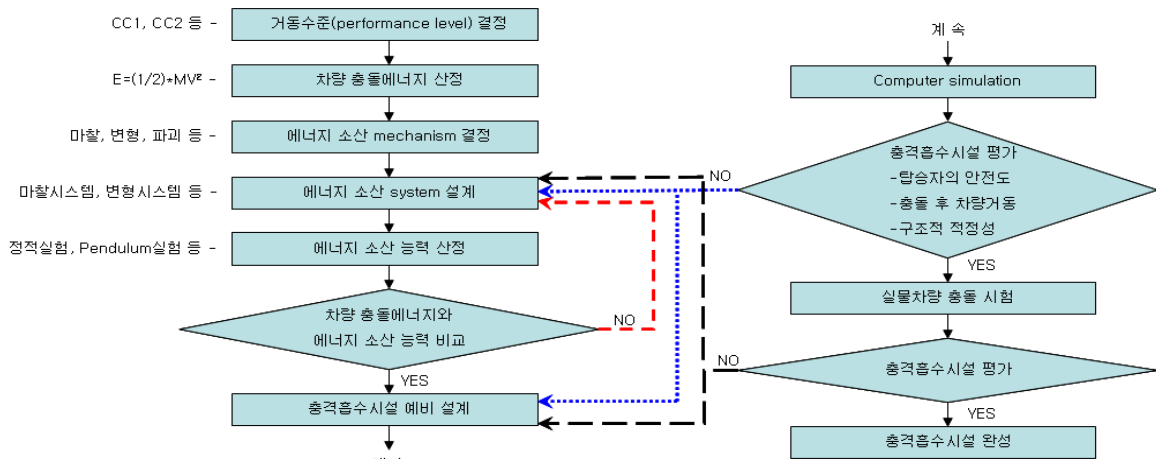 CC1, CC2 등 -
거동수준(performance level) 결정
E=(1/2)*MV² -
차량 충돌에너지 산정
마찰, 변형, 파괴 등 -
에너지 소산 mechanism 결정
마찰시스템, 변형시스템 등 -
에너지 소산 system 설계
정적실험, Pendulum실험 등 -
에너지 소산 능력 산정
차량 충돌에너지와
에너지 소산 능력 비교
NO
YES
충격흡수시설 예비 설계
계 속
Computer simulation
충격흡수시설 평가
-탑승자의 안전도
-충돌 후 차량거동
-구조적 적정성
NO
YES
실물차량 충돌 시험
충격흡수시설 평가
NO
YES
충격흡수시설 완성